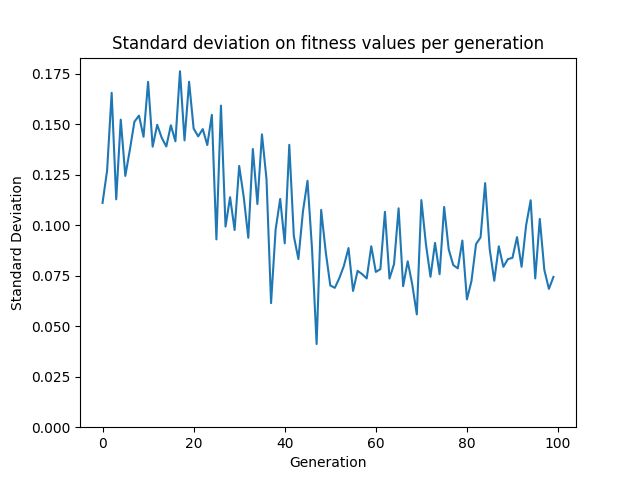 Standard deviation on fitness values per generation
0.175
0.150
0.125
0.100
0.075
0.050
0.025
0.000
Standard Deviation
0 20 40 60 80 100
Generation